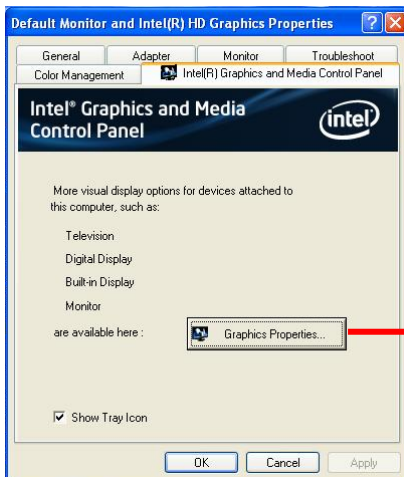 Default Monitor and Intel(R) HD Graphics Properties
General Adapter Monitor Troubleshoot
Color Management Intel(R) Graphics and Media Control Panel
Intel® Graphics and Media
Control Panel
intel
More visual display options for devices attached to
this computer, such as:
Television
Digital Display
Built-in Display
Monitor
are available here : Graphics Properties...
Show Tray Icon
OK Cancel Apply